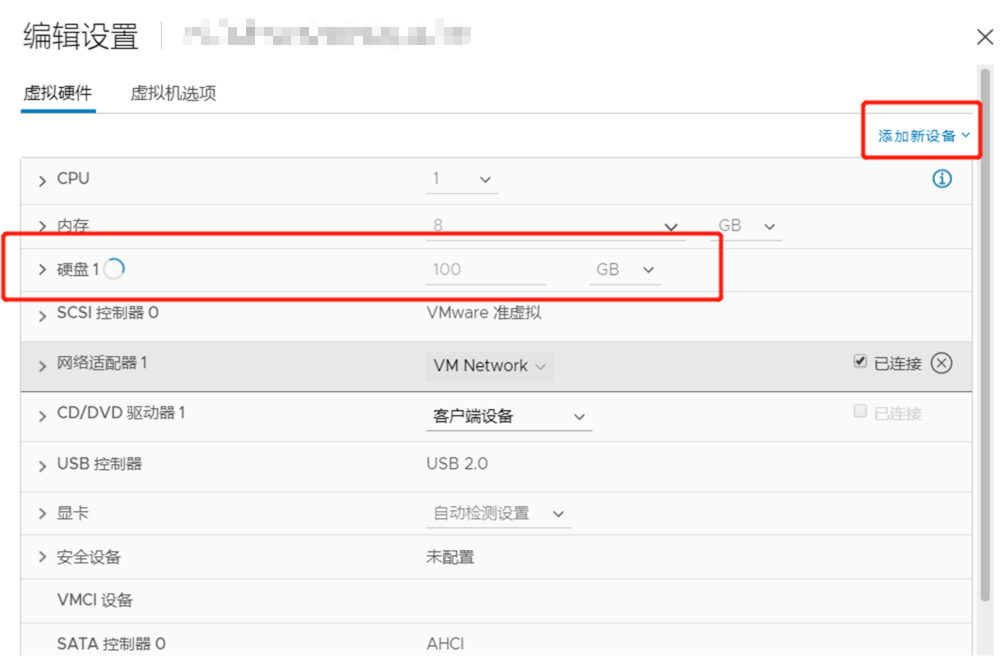 编辑设置
虚拟硬件 虚拟机选项
添加新设备
CPU 1
内存 8 GB
硬盘 1 100 GB
SCSI 控制器 0 VMware 准虚拟
网络适配器 1 VM Network 已连接
CD/DVD 驱动器 1 客户端设备 已连接
USB 控制器 USB 2.0
显卡 自动检测设置
安全设备 未配置
VMCI 设备
SATA 控制器 0 AHCI